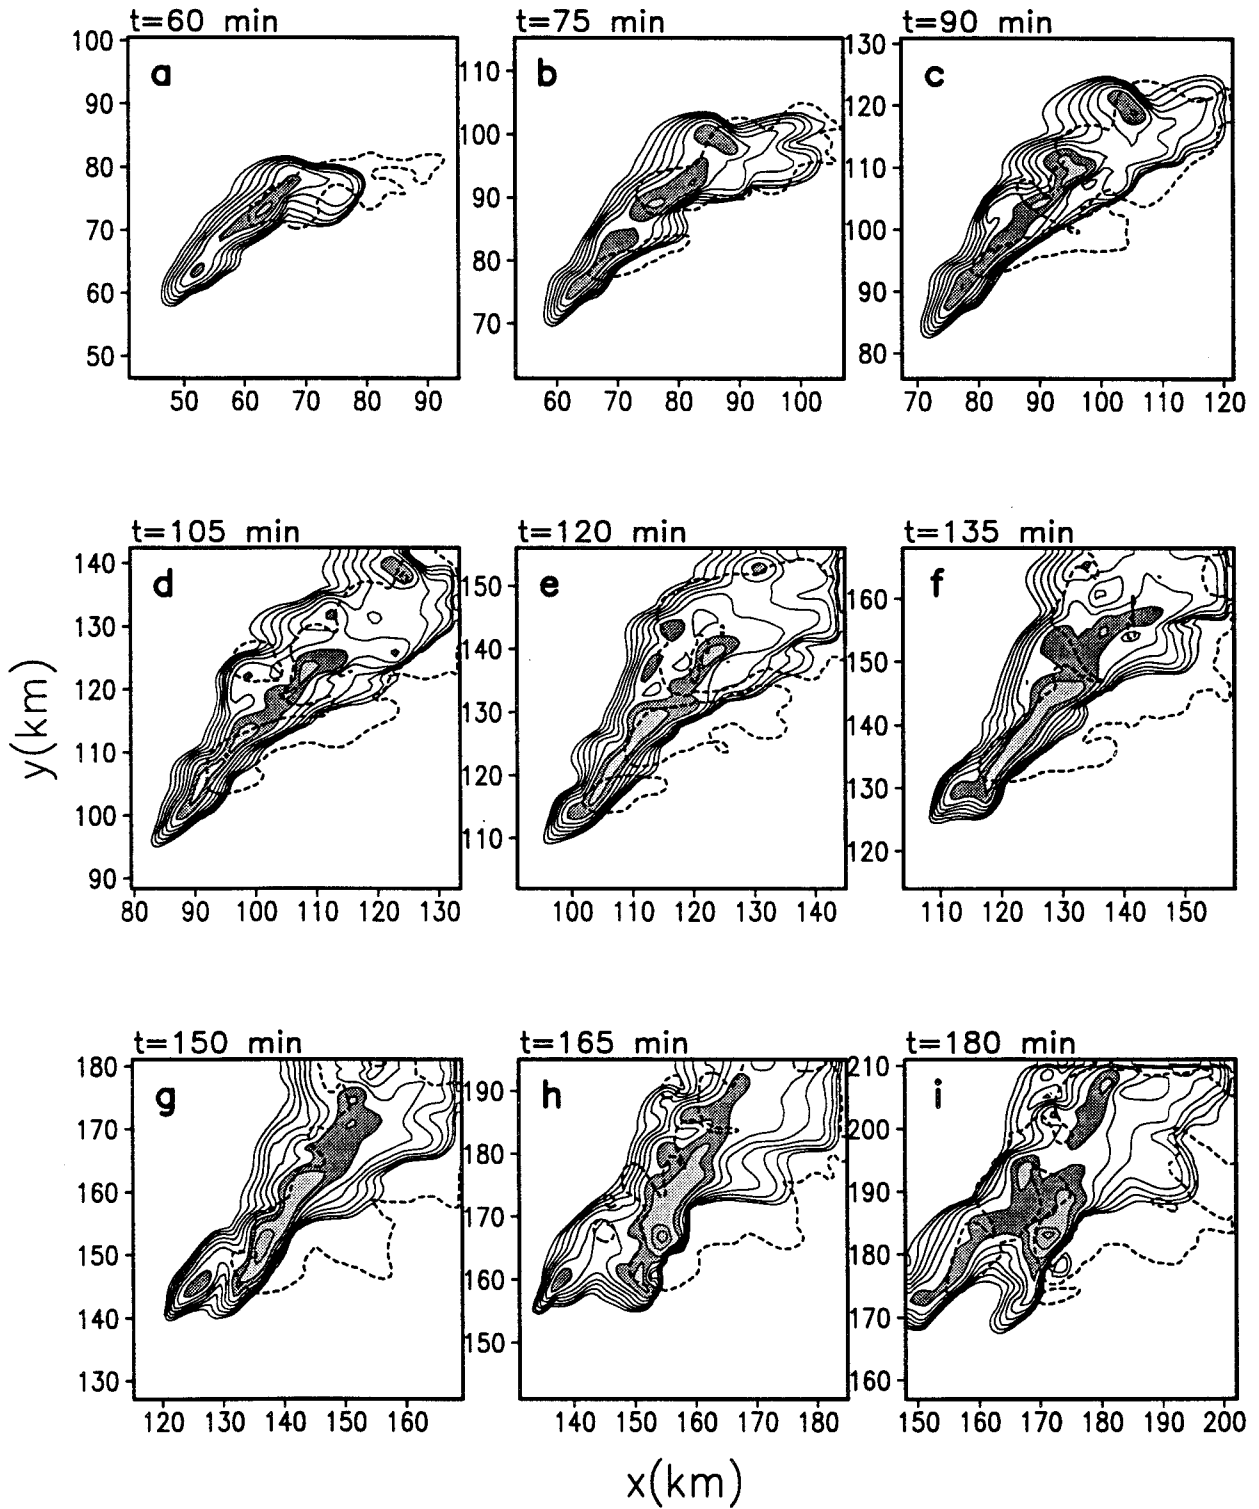 t=60 min
t=75 min
t=90 min
a
b
c
100
90
80
70
60
50
110
100
90
80
70
130
120
110
100
90
80
50 60 70 80 90
60 70 80 90 100
70 80 90 100 110 120
t=105 min
t=120 min
t=135 min
d
e
f
140
130
120
110
100
90
150
140
130
120
110
160
150
140
130
120
80 90 100 110 120 130
100 110 120 130 140
110 120 130 140 150
y(km)
t=150 min
t=165 min
t=180 min
g
h
i
180
170
160
150
140
130
190
180
170
160
150
210
200
190
180
170
160
120 130 140 150 160
140 150 160 170 180
150 160 170 180 190 200
x(km)